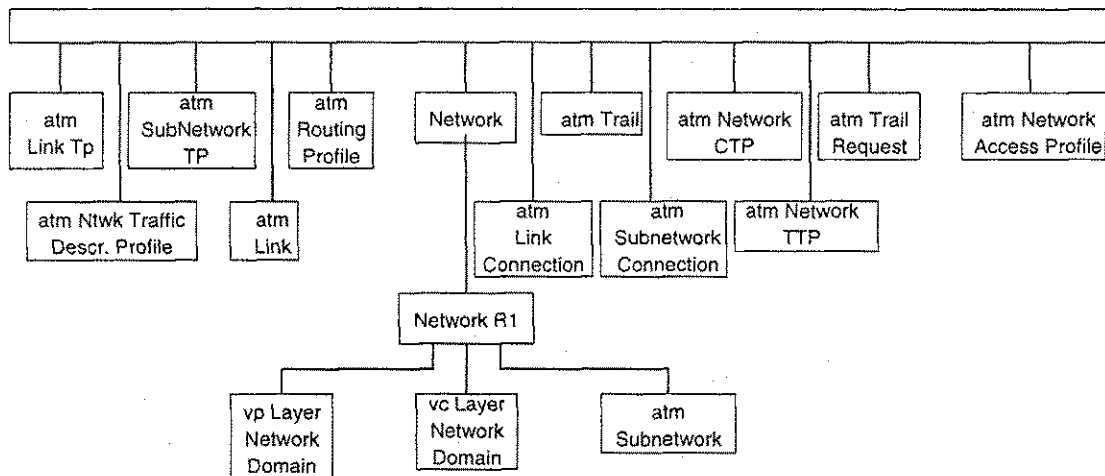 atm
Link Tp
atm
SubNetwork
TP
atm
Routing
Profile
Network
atm Trail
atm Network
CTP
atm Trail
Request
atm Network
Access Profile
atm Ntwk Traffic
Descr. Profile
atm
Link
atm
Link
Connection
atm
Subnetwork
Connection
atm Network
TTP
Network R1
vp Layer
Network
Domain
vc Layer
Network
Domain
atm
Subnetwork